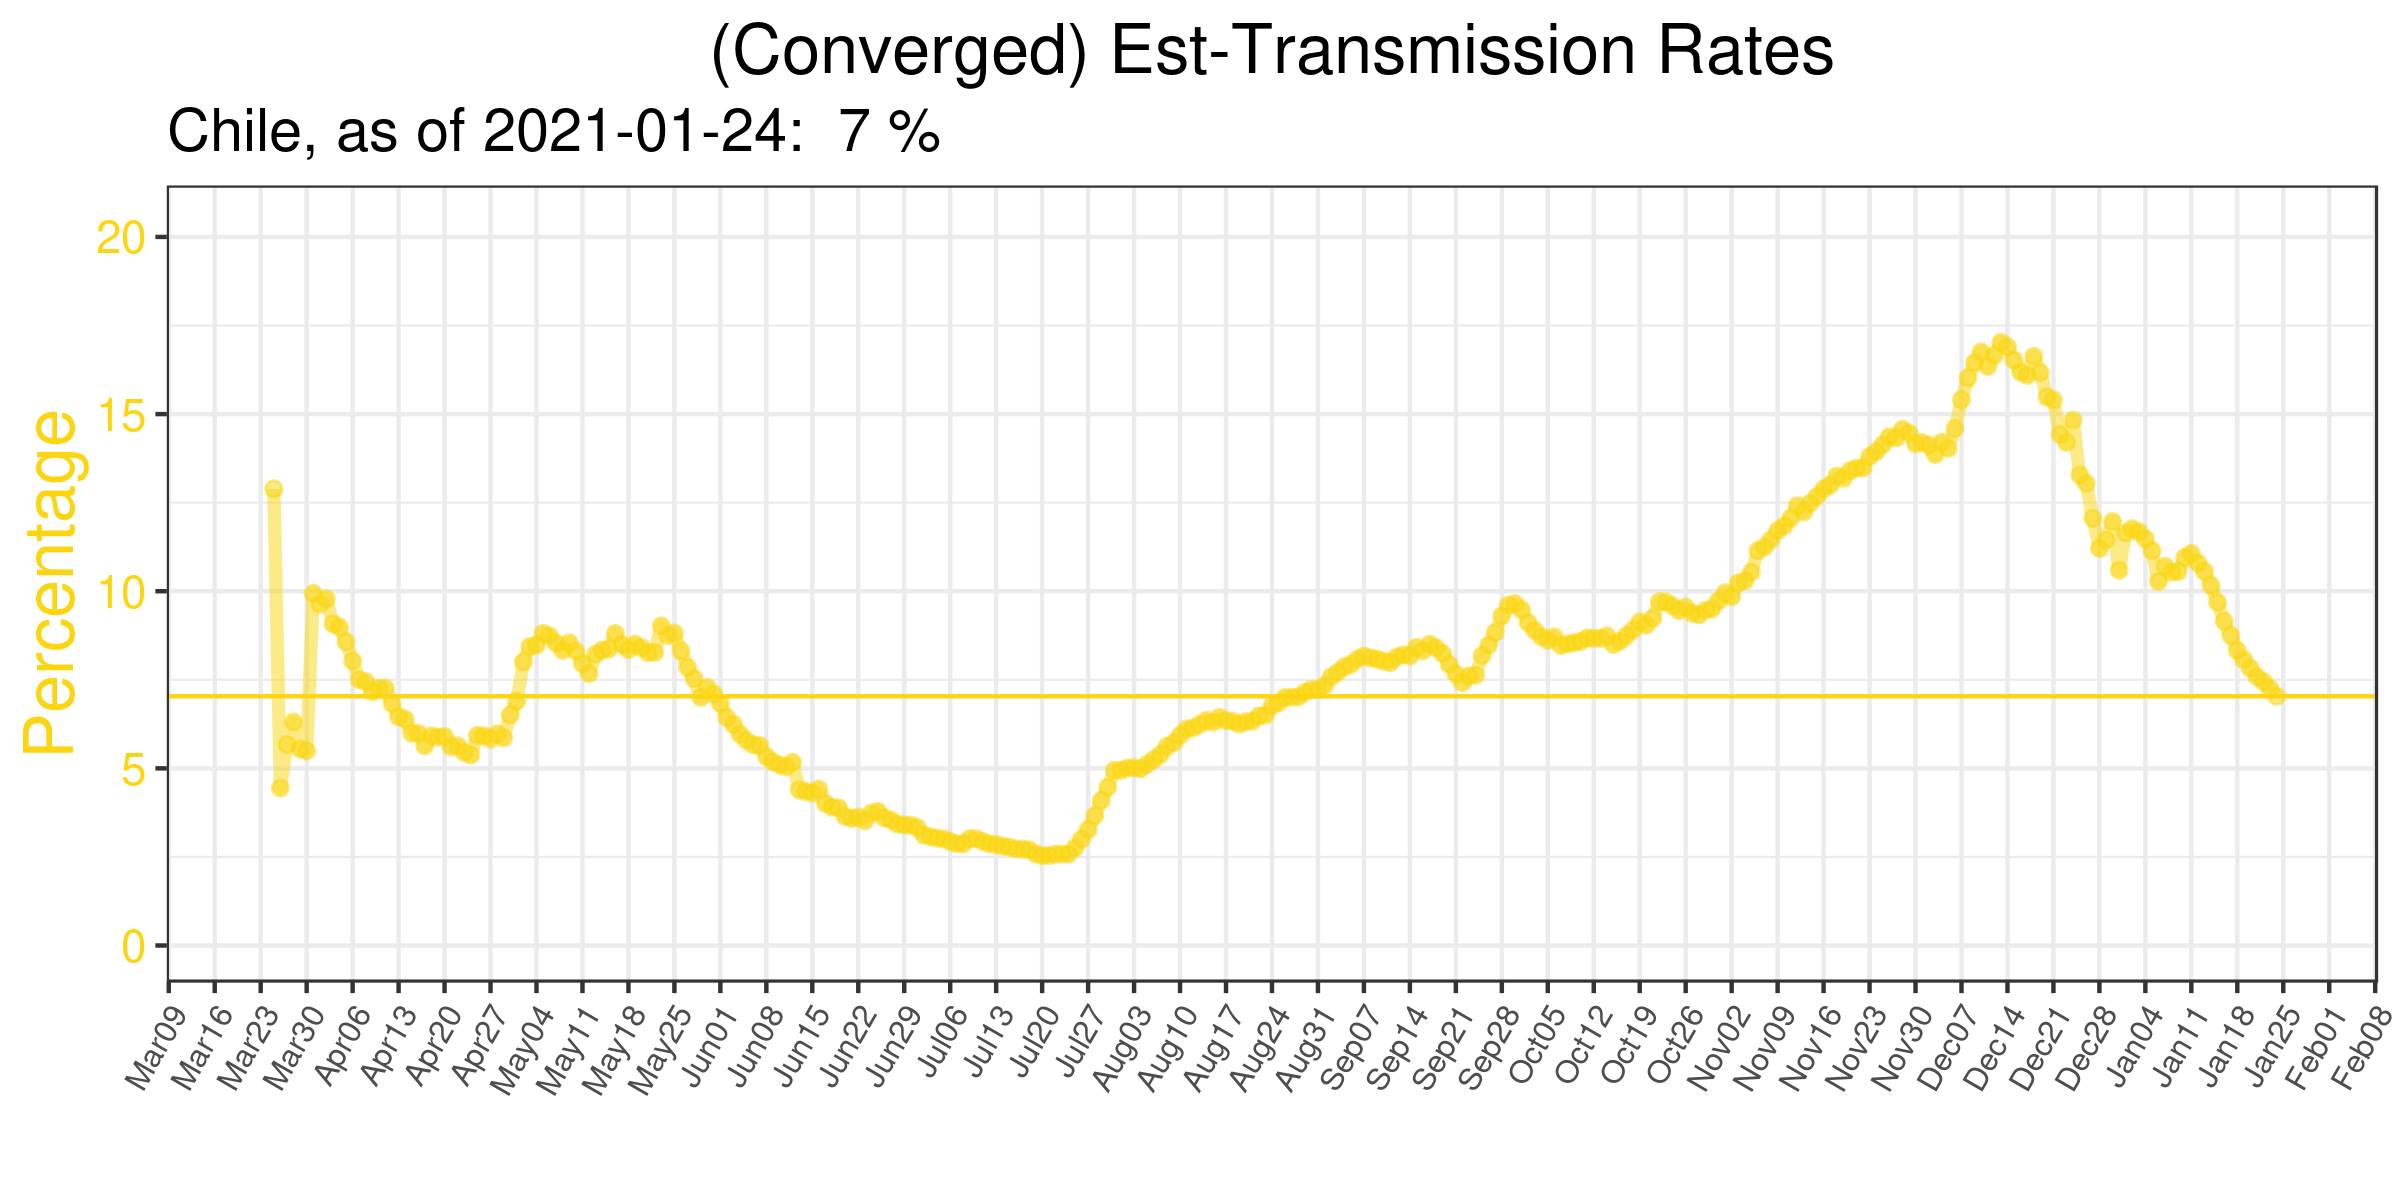 (Converged) Est-Transmission Rates
Chile, as of 2021-01-24:  7 %
Percentage
20
15
10
5
0
Mar09
Mar16
Mar23
Mar30
Apr06
Apr13
Apr20
Apr27
May04
May11
May18
May25
Jun01
Jun08
Jun15
Jun22
Jun29
Jul06
Jul13
Jul20
Jul27
Aug03
Aug10
Aug17
Aug24
Aug31
Sep07
Sep14
Sep21
Sep28
Oct05
Oct12
Oct19
Oct26
Nov02
Nov09
Nov16
Nov23
Nov30
Dec07
Dec14
Dec21
Dec28
Jan04
Jan11
Jan18
Jan25
Feb01
Feb08